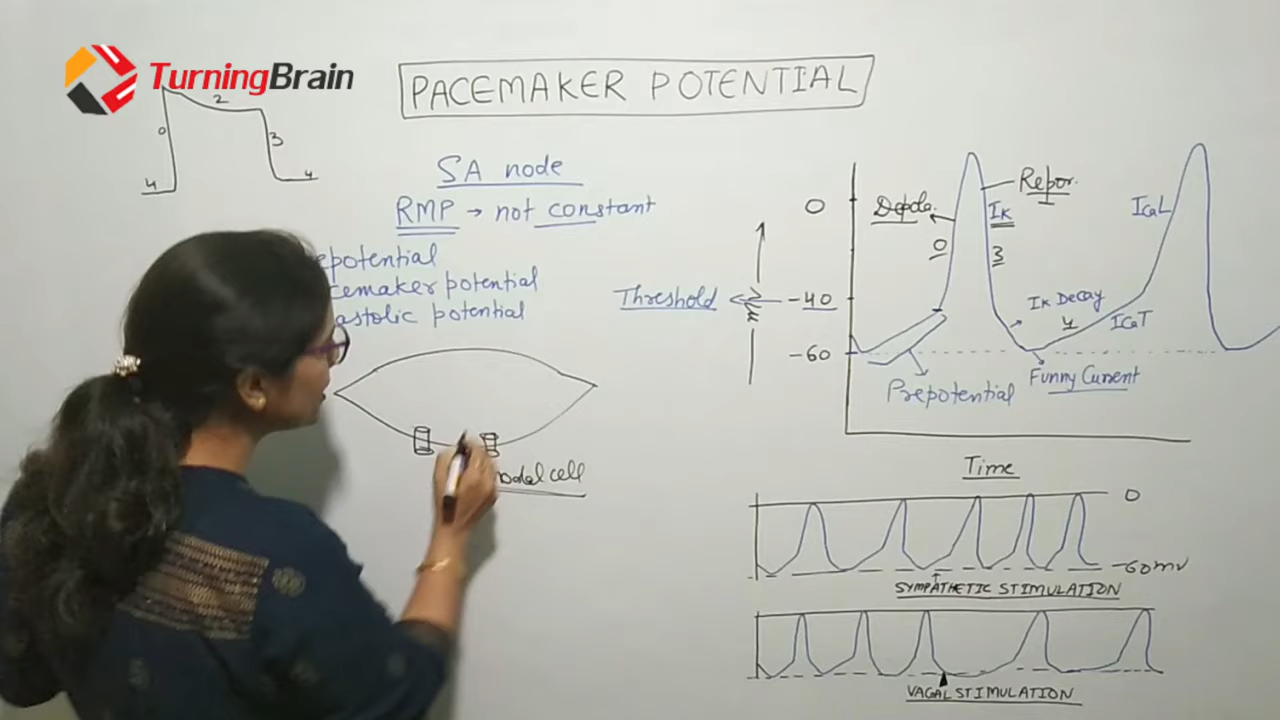 TurningBrain
PACEMAKER POTENTIAL
2
0
3
4
4
SA node
RMP → not constant
epotential
cemaker potential
astolic potential
nodal cell
0
-40
-60
Threshold
Depola.
0
Repor.
IK
3
IK Decay
4
ICaT
ICaL
Prepotential
Funny Current
Time
0
-60mv
SYMPATHETIC STIMULATION
VAGAL STIMULATION